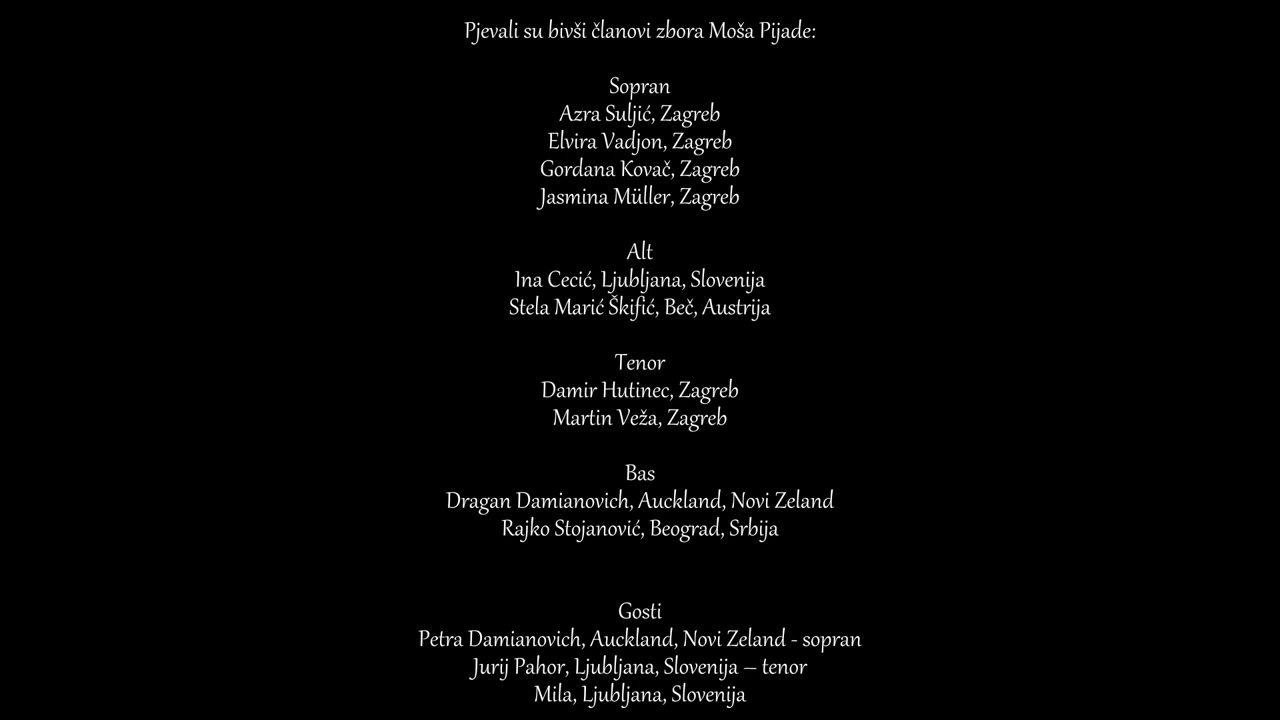 Pjevali su bivši članovi zbora Moša Pijade:
Sopran
Azra Suljić, Zagreb
Elvira Vadjon, Zagreb
Gordana Kovač, Zagreb
Jasmina Müller, Zagreb
Alt
Ina Cecić, Ljubljana, Slovenija
Stela Marić Škifić, Beč, Austrija
Tenor
Damir Hutinec, Zagreb
Martin Veža, Zagreb
Bas
Dragan Damianovich, Auckland, Novi Zeland
Rajko Stojanović, Beograd, Srbija
Gosti
Petra Damianovich, Auckland, Novi Zeland - sopran
Jurij Pahor, Ljubljana, Slovenija – tenor
Mila, Ljubljana, Slovenija